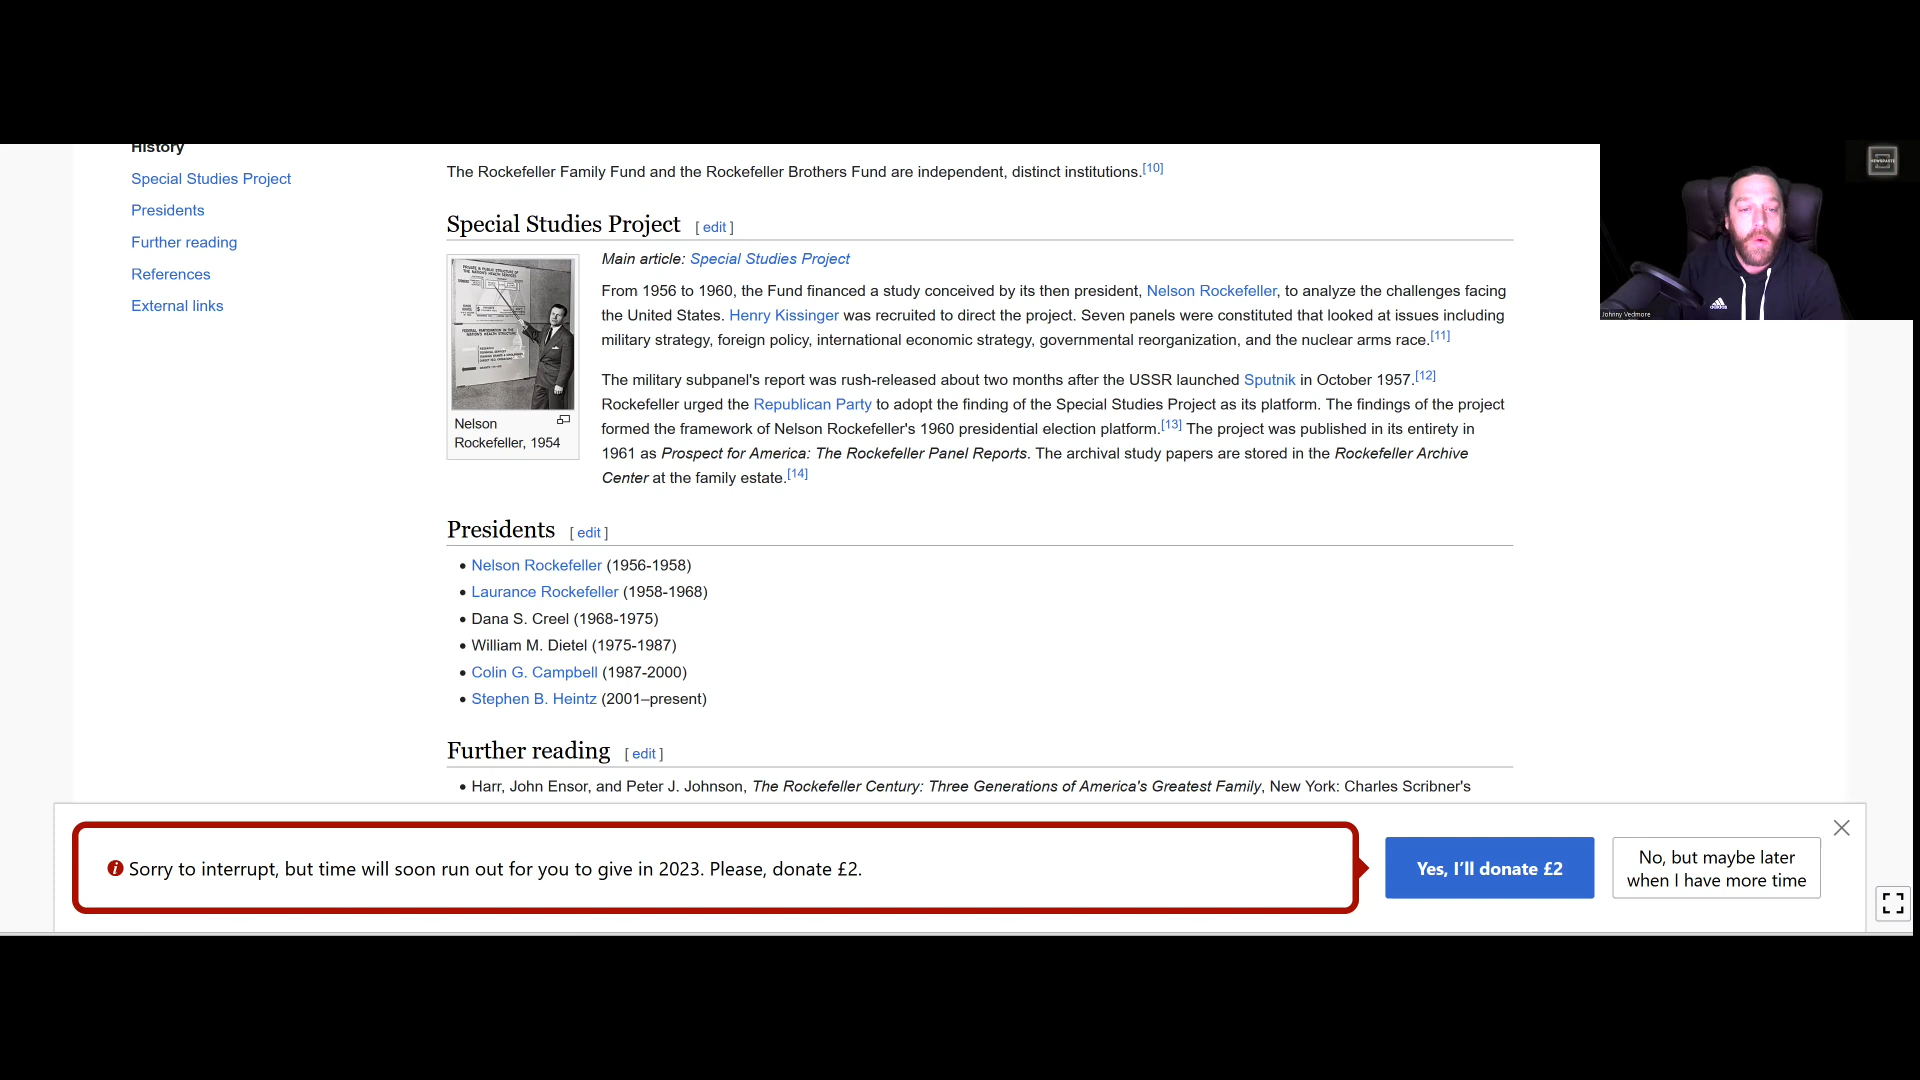 History
Special Studies Project
Presidents
Further reading
References
External links
The Rockefeller Family Fund and the Rockefeller Brothers Fund are independent, distinct institutions.[10]
Special Studies Project [ edit ]
Main article: Special Studies Project
From 1956 to 1960, the Fund financed a study conceived by its then president, Nelson Rockefeller, to analyze the challenges facing
the United States. Henry Kissinger was recruited to direct the project. Seven panels were constituted that looked at issues including
military strategy, foreign policy, international economic strategy, governmental reorganization, and the nuclear arms race.[11]
The military subpanel's report was rush-released about two months after the USSR launched Sputnik in October 1957.[12]
Rockefeller urged the Republican Party to adopt the finding of the Special Studies Project as its platform. The findings of the project
formed the framework of Nelson Rockefeller's 1960 presidential election platform.[13] The project was published in its entirety in
1961 as Prospect for America: The Rockefeller Panel Reports. The archival study papers are stored in the Rockefeller Archive
Center at the family estate.[14]
Nelson
Rockefeller, 1954
Presidents [ edit ]
• Nelson Rockefeller (1956-1958)
• Laurance Rockefeller (1958-1968)
• Dana S. Creel (1968-1975)
• William M. Dietel (1975-1987)
• Colin G. Campbell (1987-2000)
• Stephen B. Heintz (2001–present)
Further reading [ edit ]
• Harr, John Ensor, and Peter J. Johnson, The Rockefeller Century: Three Generations of America's Greatest Family, New York: Charles Scribner's
Sorry to interrupt, but time will soon run out for you to give in 2023. Please, donate £2.
Yes, I'll donate £2
No, but maybe later
when I have more time
Johnny Vedmore
adidas